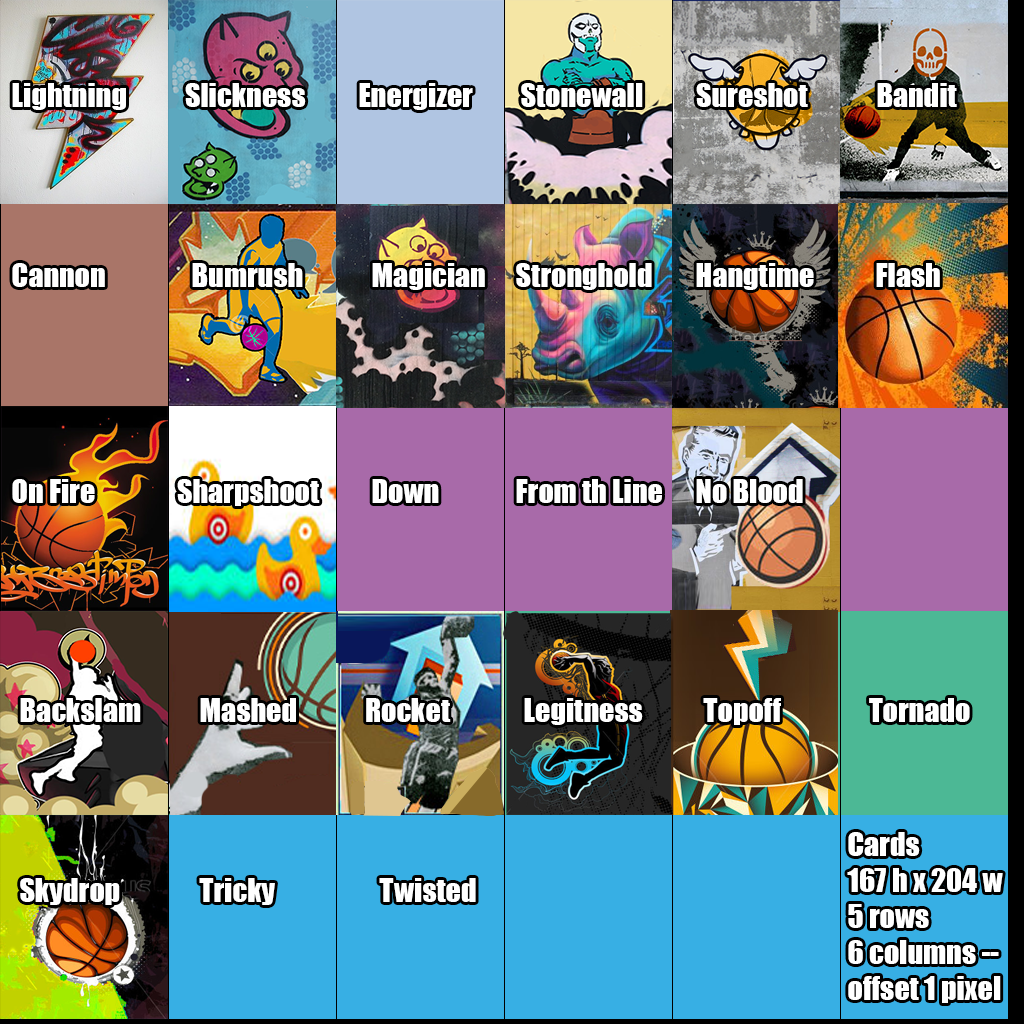 Lightning
Slickness
Energizer
Stonewall
Sureshot
Bandit
Cannon
Bumrush
Magician
Stronghold
Hangtime
Flash
On Fire
Sharpshoot
Down
From th Line
No Blood
Backslam
Mashed
Rocket
Legitness
Topoff
Tornado
Skydrop
Tricky
Twisted
Cards
167 h x 204 w
5 rows
6 columns --
offset 1 pixel